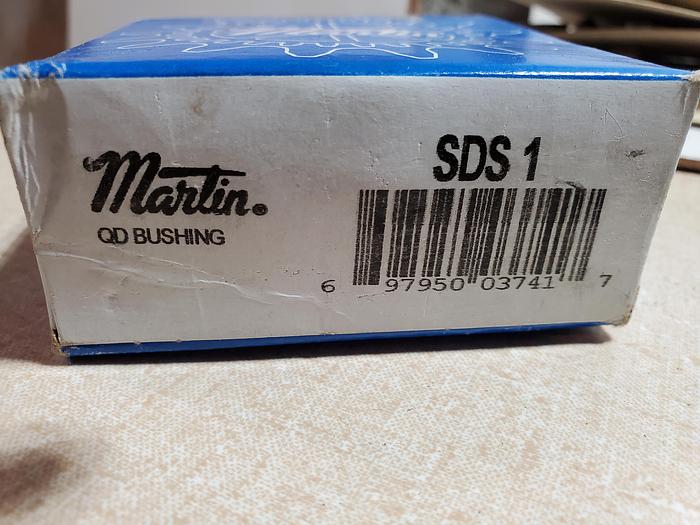 Martin.
QD BUSHING
SDS 1
6 97950 03741 7